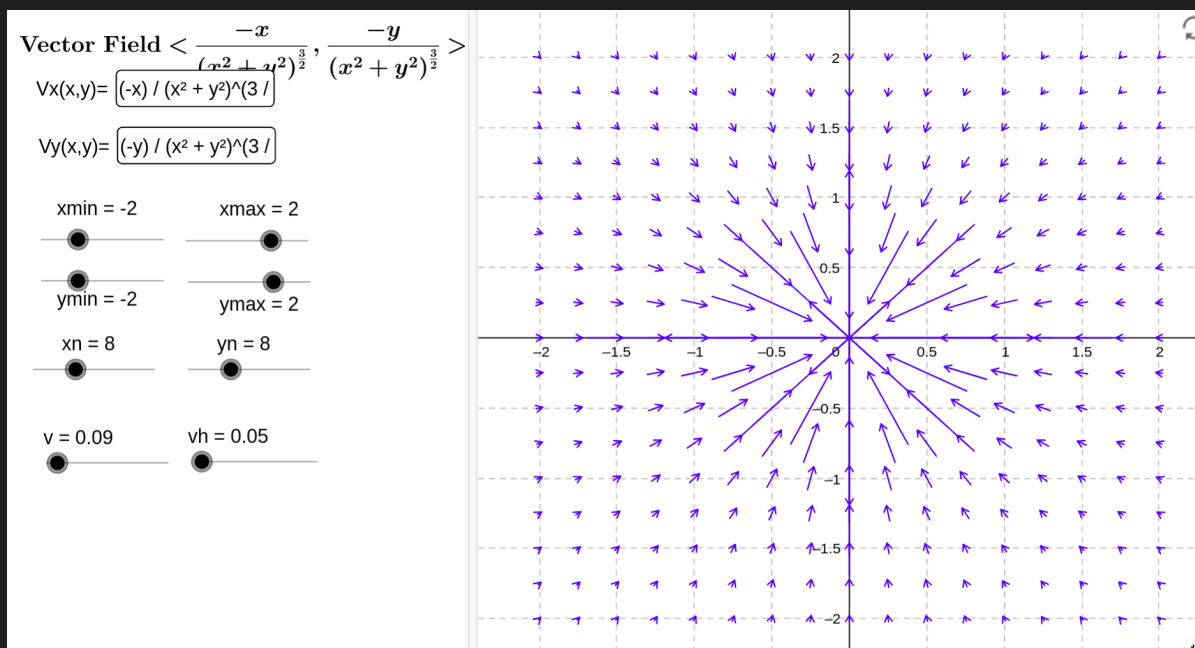 Vector Field < −x / (x² + y²)^(3/2) , −y / (x² + y²)^(3/2) >
Vx(x,y)= (-x) / (x² + y²)^(3 /
Vy(x,y)= (-y) / (x² + y²)^(3 /
xmin = -2 xmax = 2
ymin = -2 ymax = 2
xn = 8 yn = 8
v = 0.09 vh = 0.05
2
1.5
1
0.5
−2 −1.5 −1 −0.5 0 0.5 1 1.5 2
−0.5
−1
−1.5
−2